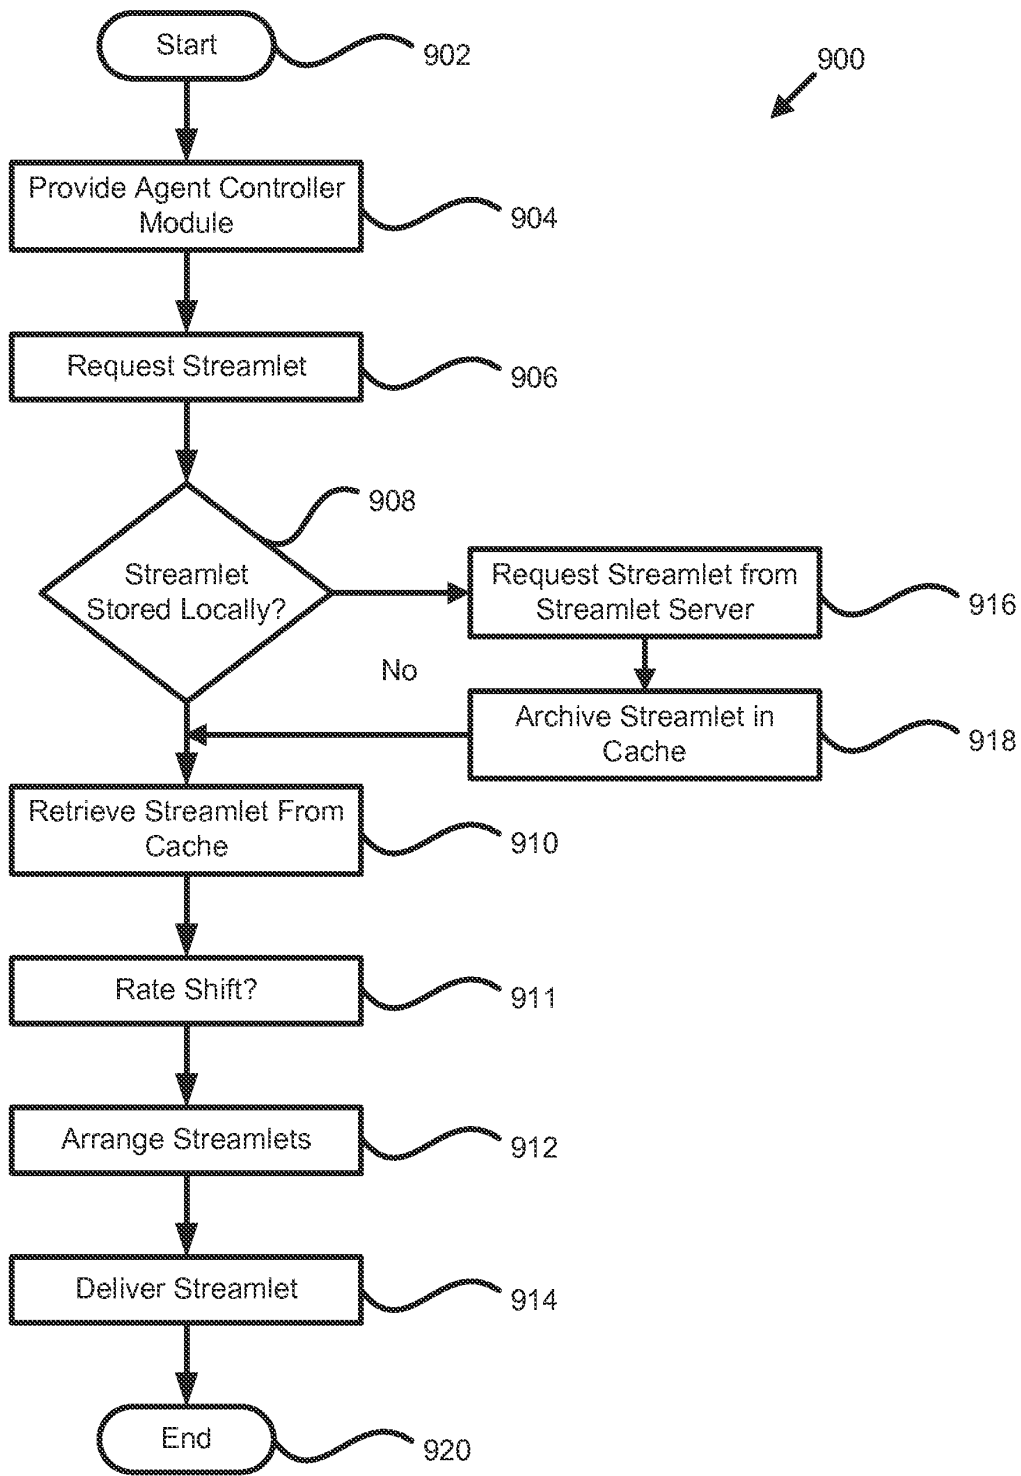 Start
902
900
Provide Agent Controller
Module
904
Request Streamlet
906
908
Streamlet
Stored Locally?
Request Streamlet from
Streamlet Server
916
No
Archive Streamlet in
Cache
918
Retrieve Streamlet From
Cache
910
Rate Shift?
911
Arrange Streamlets
912
Deliver Streamlet
914
End
920